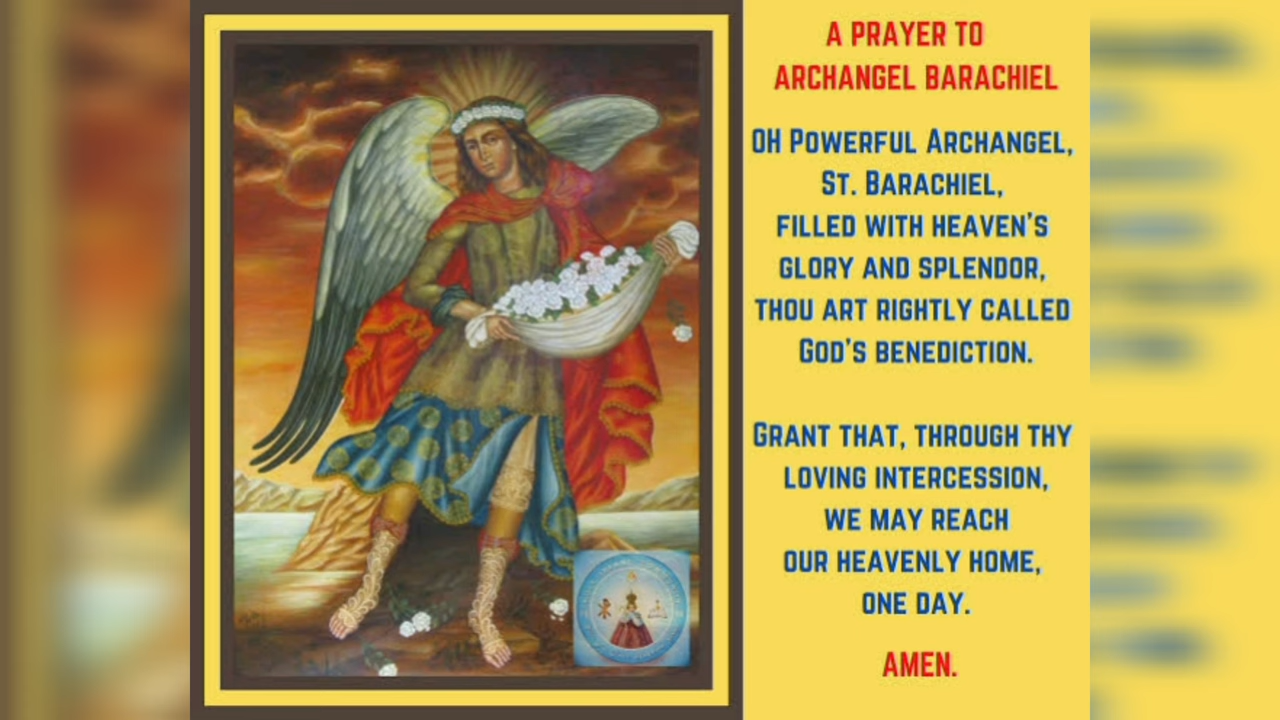 A PRAYER TO
ARCHANGEL BARACHIEL
OH POWERFUL ARCHANGEL,
ST. BARACHIEL,
FILLED WITH HEAVEN'S
GLORY AND SPLENDOR,
THOU ART RIGHTLY CALLED
GOD'S BENEDICTION.
GRANT THAT, THROUGH THY
LOVING INTERCESSION,
WE MAY REACH
OUR HEAVENLY HOME,
ONE DAY.
AMEN.